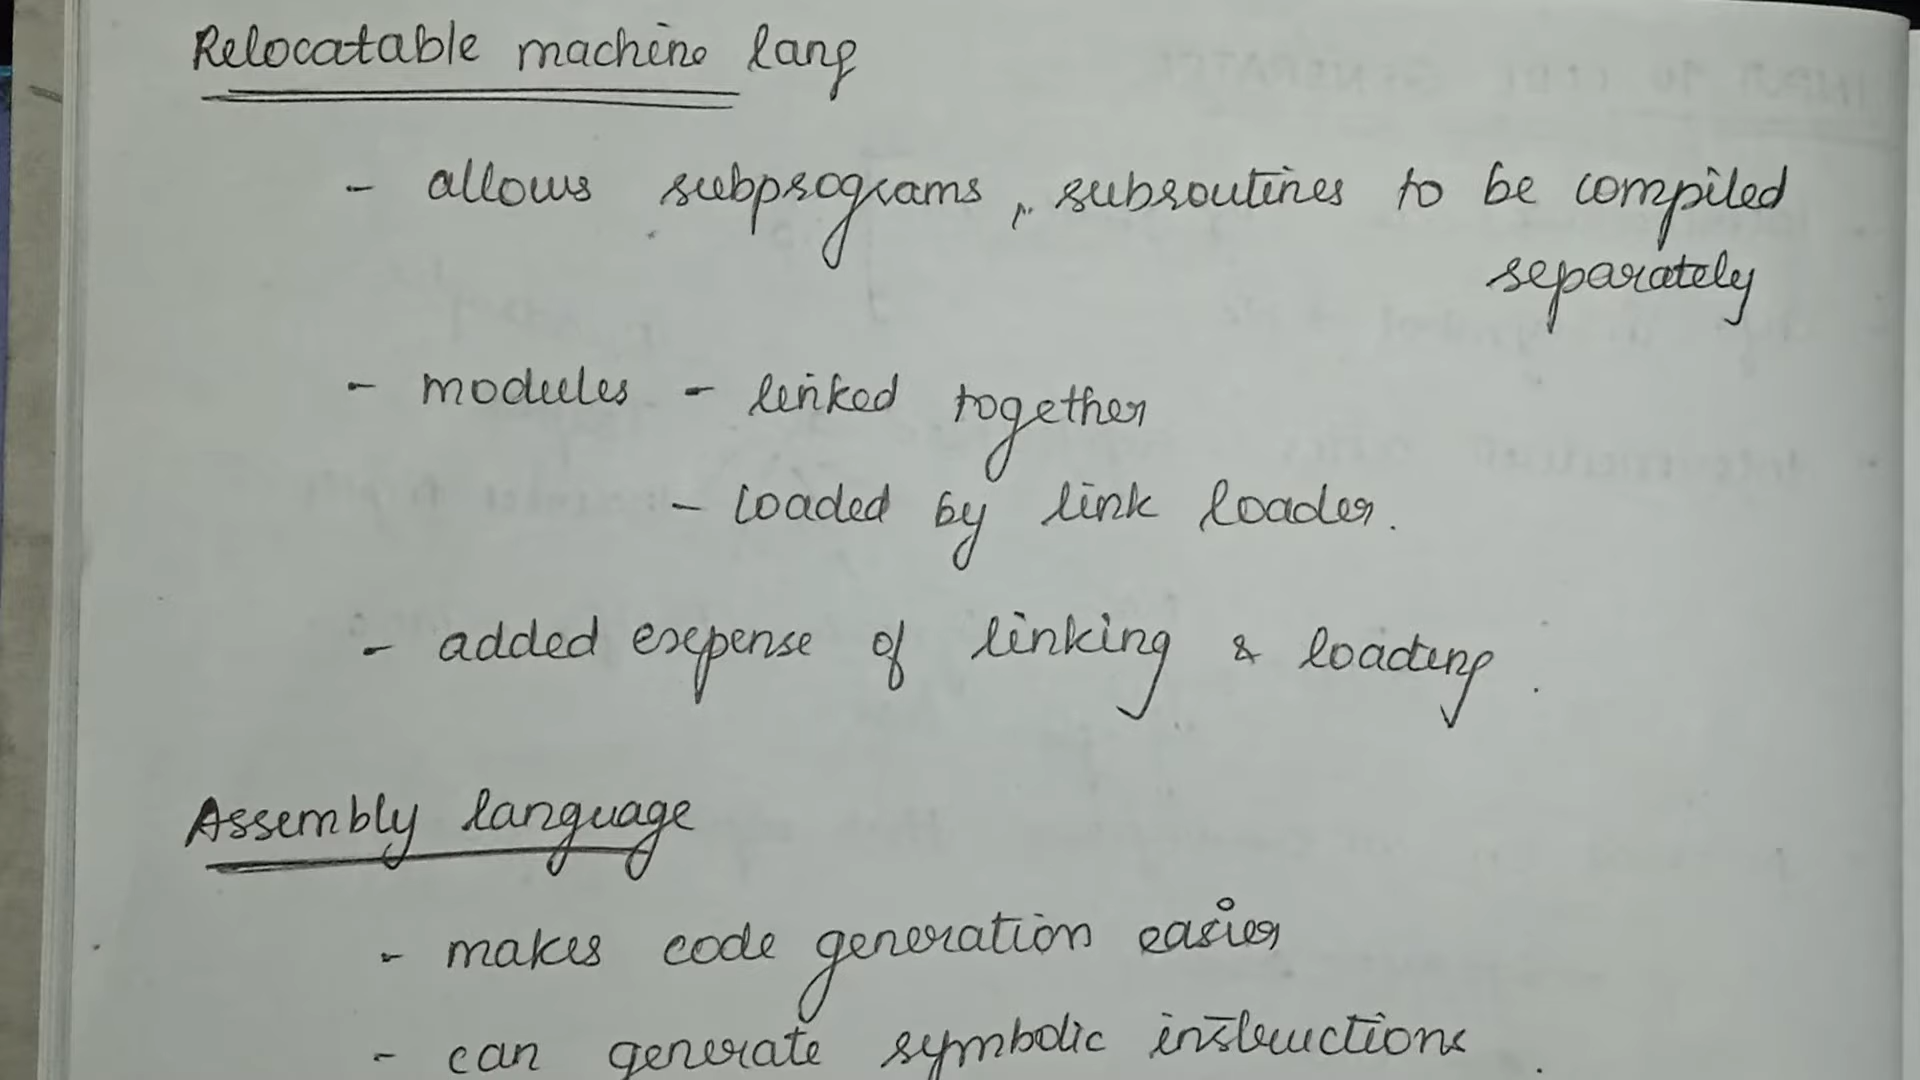 Relocatable machine lang
- allows subprograms, subroutines to be compiled
separately
- modules - linked together
- loaded by link loader.
- added expense of linking & loading.
Assembly language
- makes code generation easier
- can generate symbolic instructions.